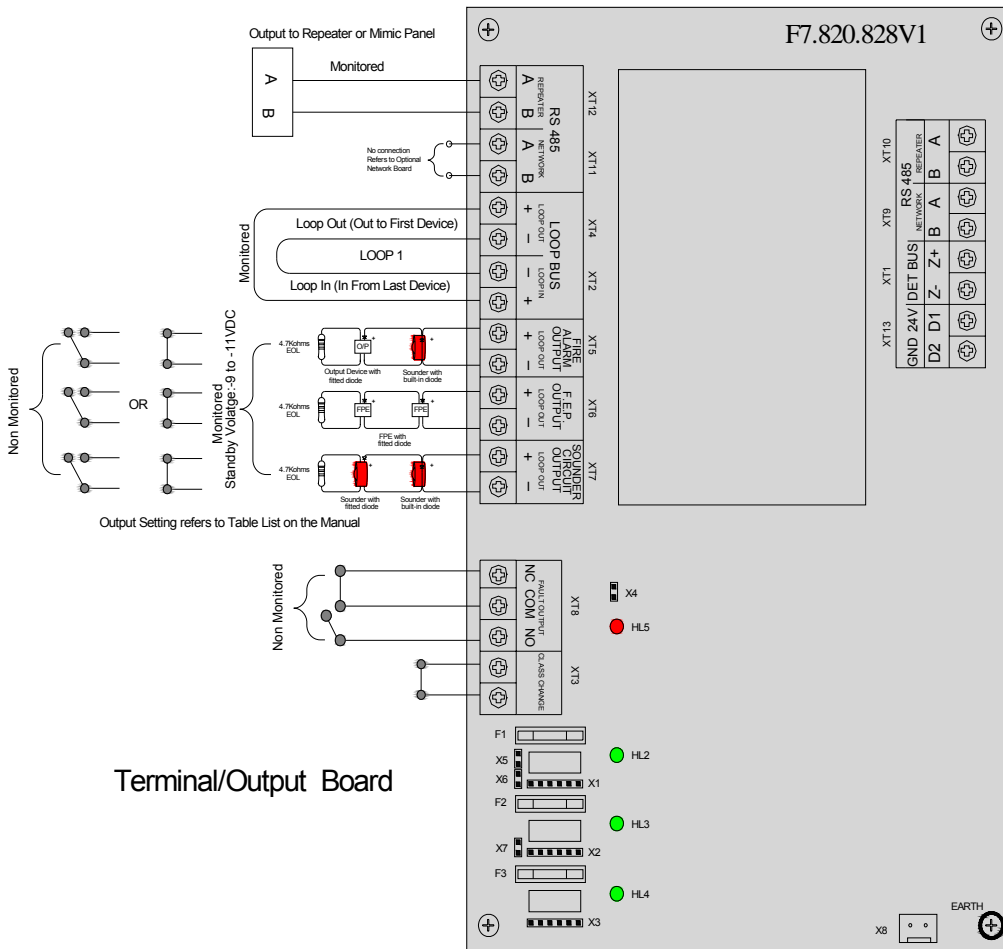 Output to Repeater or Mimic Panel
F7.820.828V1
A
B
Monitored
A
B
REPEATER
RS 485
XT12
No connection
Refers to Optional
Network Board
A
B
NETWORK
XT11
Loop Out (Out to First Device)
LOOP 1
Loop In (In From Last Device)
Monitored
+
-
LOOP OUT
-
+
LOOP IN
LOOP BUS
XT4
XT2
XT10
RS 485
REPEATER
A
B
XT9
NETWORK
A
B
XT1
DET BUS
Z+
Z-
XT13
GND 24V
D1
D2
Non Monitored
OR
Monitored
Standby Volatge:-9 to -11VDC
4.7Kohms
EOL
O/P
+
+
Output Device with
fitted diode
Sounder with
built-in diode
+
-
LOOP OUT
FIRE
ALARM
OUTPUT
XT5
4.7Kohms
EOL
FPE
+
FPE
+
FPE with
fitted diode
+
-
LOOP OUT
F.E.P.
OUTPUT
XT6
4.7Kohms
EOL
+
+
Sounder with
fitted diode
Sounder with
built-in diode
+
-
LOOP OUT
SOUNDER
CIRCUIT
OUTPUT
XT7
Output Setting refers to Table List on the Manual
Non Monitored
NC COM NO
FAULT OUTPUT
XT8
CLASS CHANGE
XT3
X4
HL5
Terminal/Output Board
F1
X5
X6
X1
HL2
F2
X7
X2
HL3
F3
X3
HL4
X8
EARTH